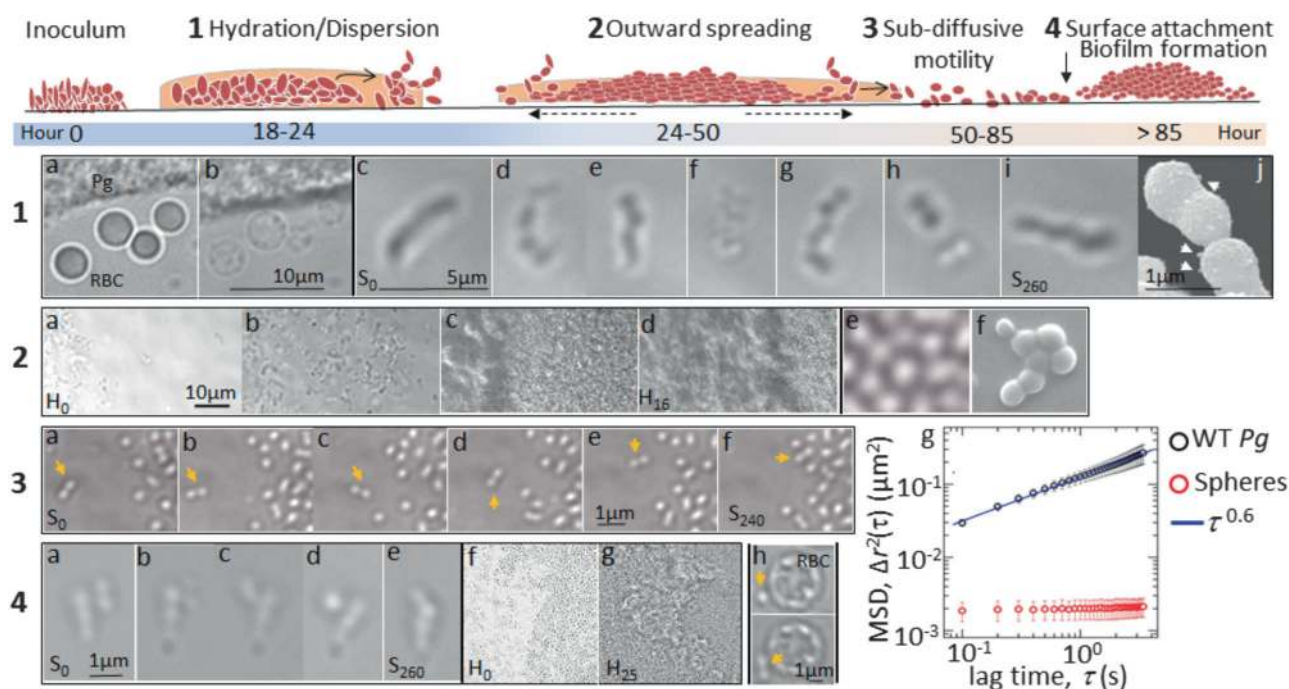 Inoculum
1 Hydration/Dispersion
2 Outward spreading
3 Sub-diffusive motility
4 Surface attachment
Biofilm formation
Hour 0 18-24 24-50 50-85 > 85 Hour
1
a
Pg
RBC
b
10µm
c
S0 5µm
d
e
f
g
h
i
S260
j
1µm
2
a
H0 10µm
b
c
d
H16
e
f
3
a
S0
b
c
d
e
1µm
f
S240
g
MSD, Δr²(τ) (µm²)
10⁻¹
10⁻²
10⁻³
10⁻¹ 10⁰
lag time, τ (s)
WT Pg
Spheres
τ^0.6
4
a
S0 1µm
b
c
d
e
S260
f
H0
g
H25
h RBC
1µm